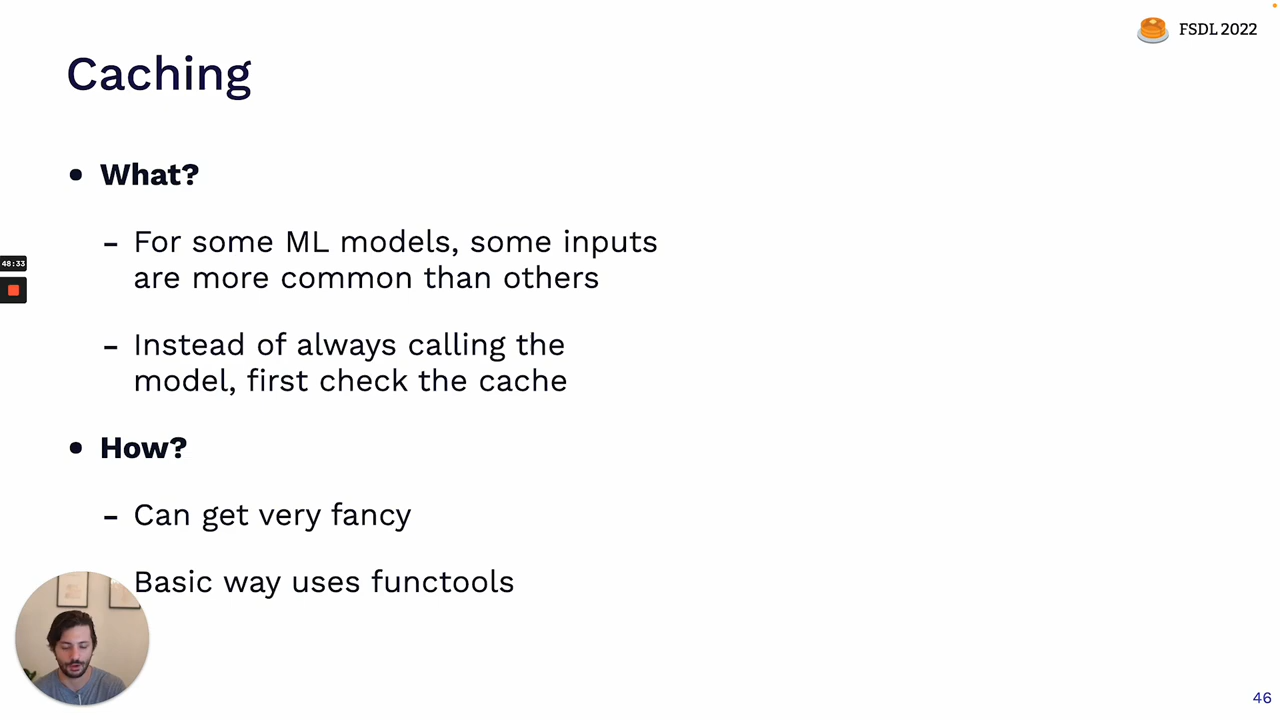 FSDL 2022
Caching
• What?
– For some ML models, some inputs
are more common than others
– Instead of always calling the
model, first check the cache
• How?
– Can get very fancy
Basic way uses functools
48:33
46